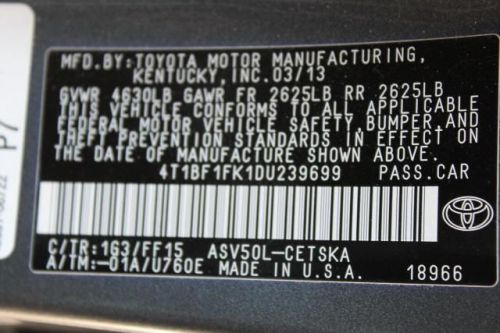 MFD.BY:TOYOTA MOTOR MANUFACTURING,
KENTUCKY,INC.03/13
GVWR 4630LB GAWR FR 2625LB RR 2625LB
THIS VEHICLE CONFORMS TO ALL APPLICABLE
FEDERAL MOTOR VEHICLE SAFETY,BUMPER AND
THEFT PREVENTION STANDARDS IN EFFECT ON
THE DATE OF MANUFACTURE SHOWN ABOVE.
4T1BF1FK1DU239699 PASS.CAR
C/TR:1G3/FF15 ASV50L-CETSKA
A/TM:-01A/U760E MADE IN U.S.A. 18966
P7